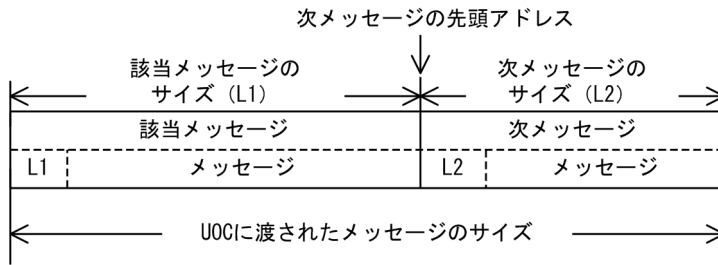 次メッセージの先頭アドレス
該当メッセージの
サイズ（L1）
次メッセージの
サイズ（L2）
該当メッセージ
次メッセージ
L1
メッセージ
L2
メッセージ
UOCに渡されたメッセージのサイズ